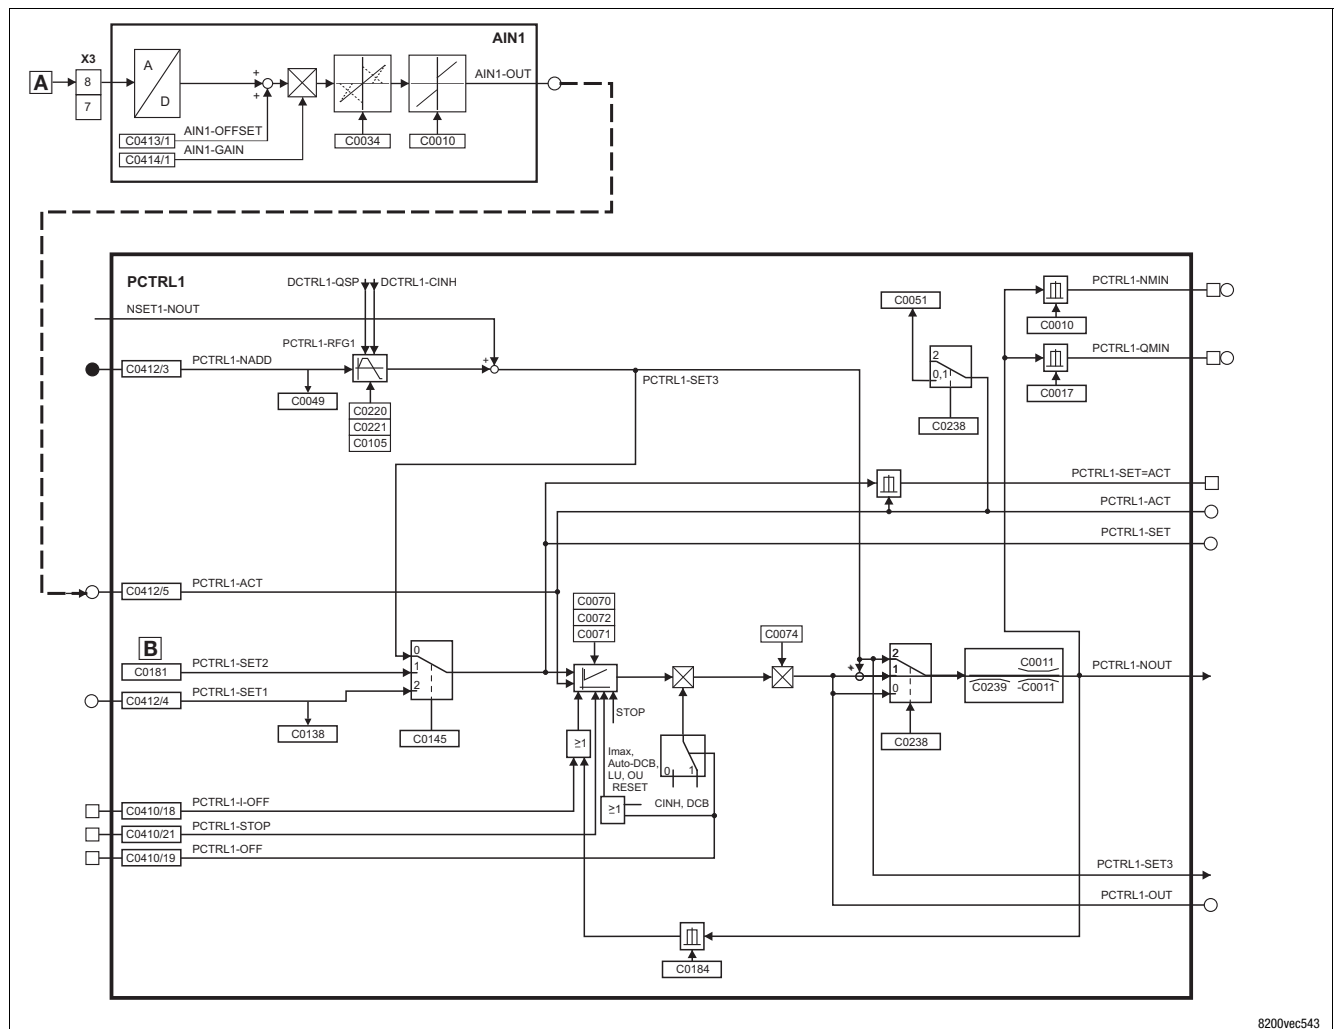 AIN1
X3
A
8
7
A
D
+
+
AIN1-OUT
C0413/1
AIN1-OFFSET
C0414/1
AIN1-GAIN
C0034
C0010
PCTRL1
DCTRL1-QSP
DCTRL1-CINH
NSET1-NOUT
PCTRL1-RFG1
C0412/3
PCTRL1-NADD
+
C0049
C0220
C0221
C0105
PCTRL1-SET3
C0051
2
0,1
C0238
PCTRL1-NMIN
C0010
PCTRL1-QMIN
C0017
PCTRL1-SET=ACT
PCTRL1-ACT
PCTRL1-SET
C0412/5
PCTRL1-ACT
B
C0181
PCTRL1-SET2
C0412/4
PCTRL1-SET1
C0138
0
1
2
C0145
C0070
C0072
C0071
C0074
STOP
+
2
1
0
C0238
C0011
C0239
-C0011
PCTRL1-NOUT
≥1
Imax,
Auto-DCB,
LU, OU
RESET
≥1
0
1
CINH, DCB
C0410/18
PCTRL1-I-OFF
C0410/21
PCTRL1-STOP
C0410/19
PCTRL1-OFF
PCTRL1-SET3
PCTRL1-OUT
C0184
8200vec543